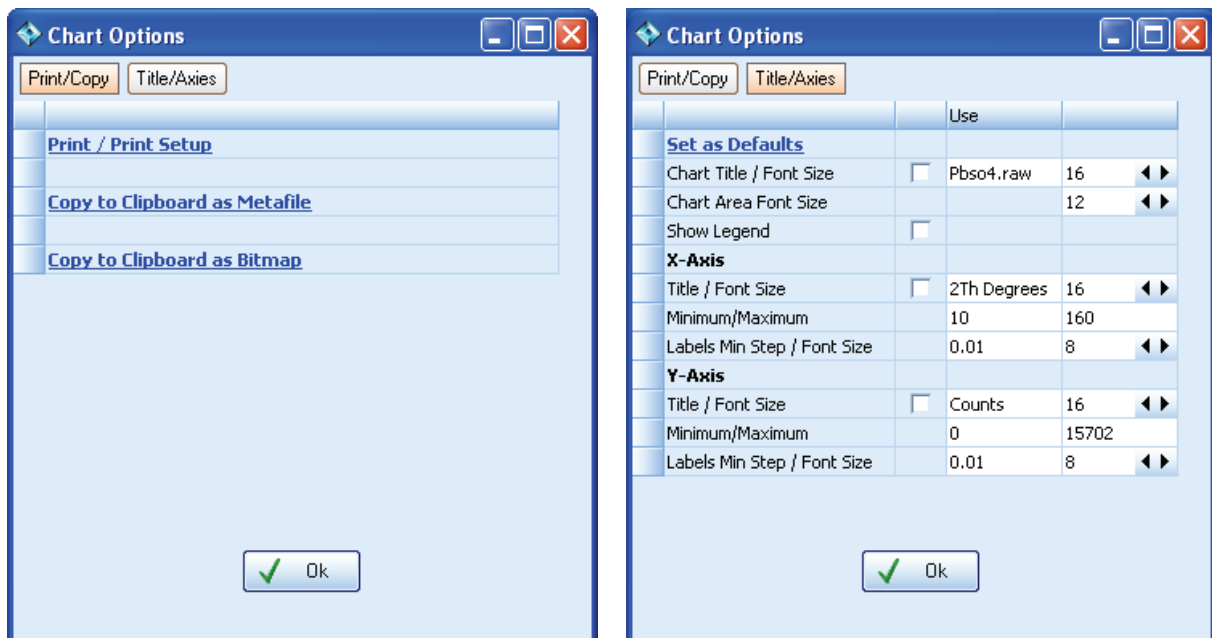 Chart Options
Print/Copy Title/Axies
Print / Print Setup
Copy to Clipboard as Metafile
Copy to Clipboard as Bitmap
Ok
Chart Options
Print/Copy Title/Axies
Use
Set as Defaults
Chart Title / Font Size Pbso4.raw 16
Chart Area Font Size 12
Show Legend
X-Axis
Title / Font Size 2Th Degrees 16
Minimum/Maximum 10 160
Labels Min Step / Font Size 0.01 8
Y-Axis
Title / Font Size Counts 16
Minimum/Maximum 0 15702
Labels Min Step / Font Size 0.01 8
Ok